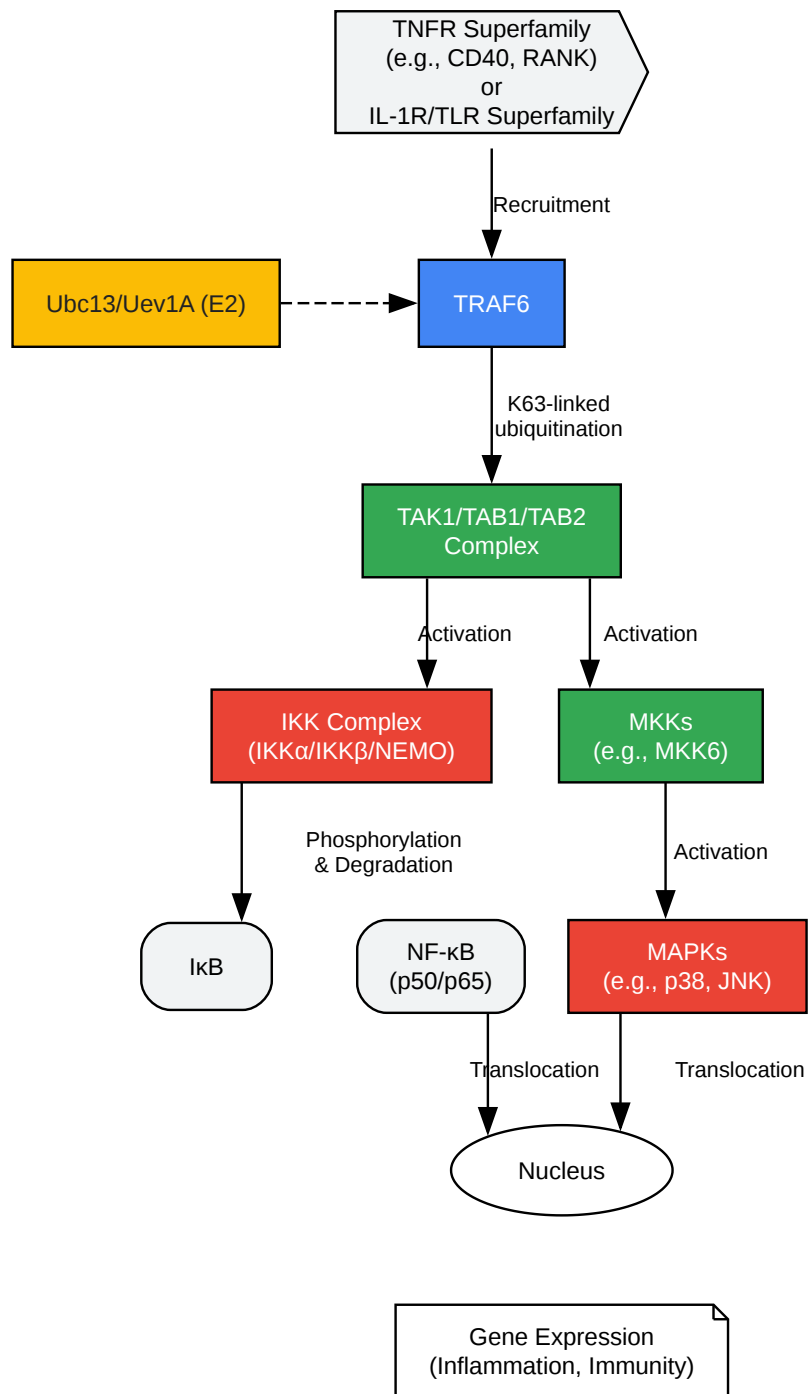 TNFR Superfamily
(e.g., CD40, RANK)
or
IL-1R/TLR Superfamily
Recruitment
Ubc13/Uev1A (E2)
TRAF6
K63-linked
ubiquitination
TAK1/TAB1/TAB2
Complex
Activation
Activation
IKK Complex
(IKKα/IKKβ/NEMO)
MKKs
(e.g., MKK6)
Phosphorylation
& Degradation
Activation
IκB
NF-κB
(p50/p65)
MAPKs
(e.g., p38, JNK)
Translocation
Translocation
Nucleus
Gene Expression
(Inflammation, Immunity)